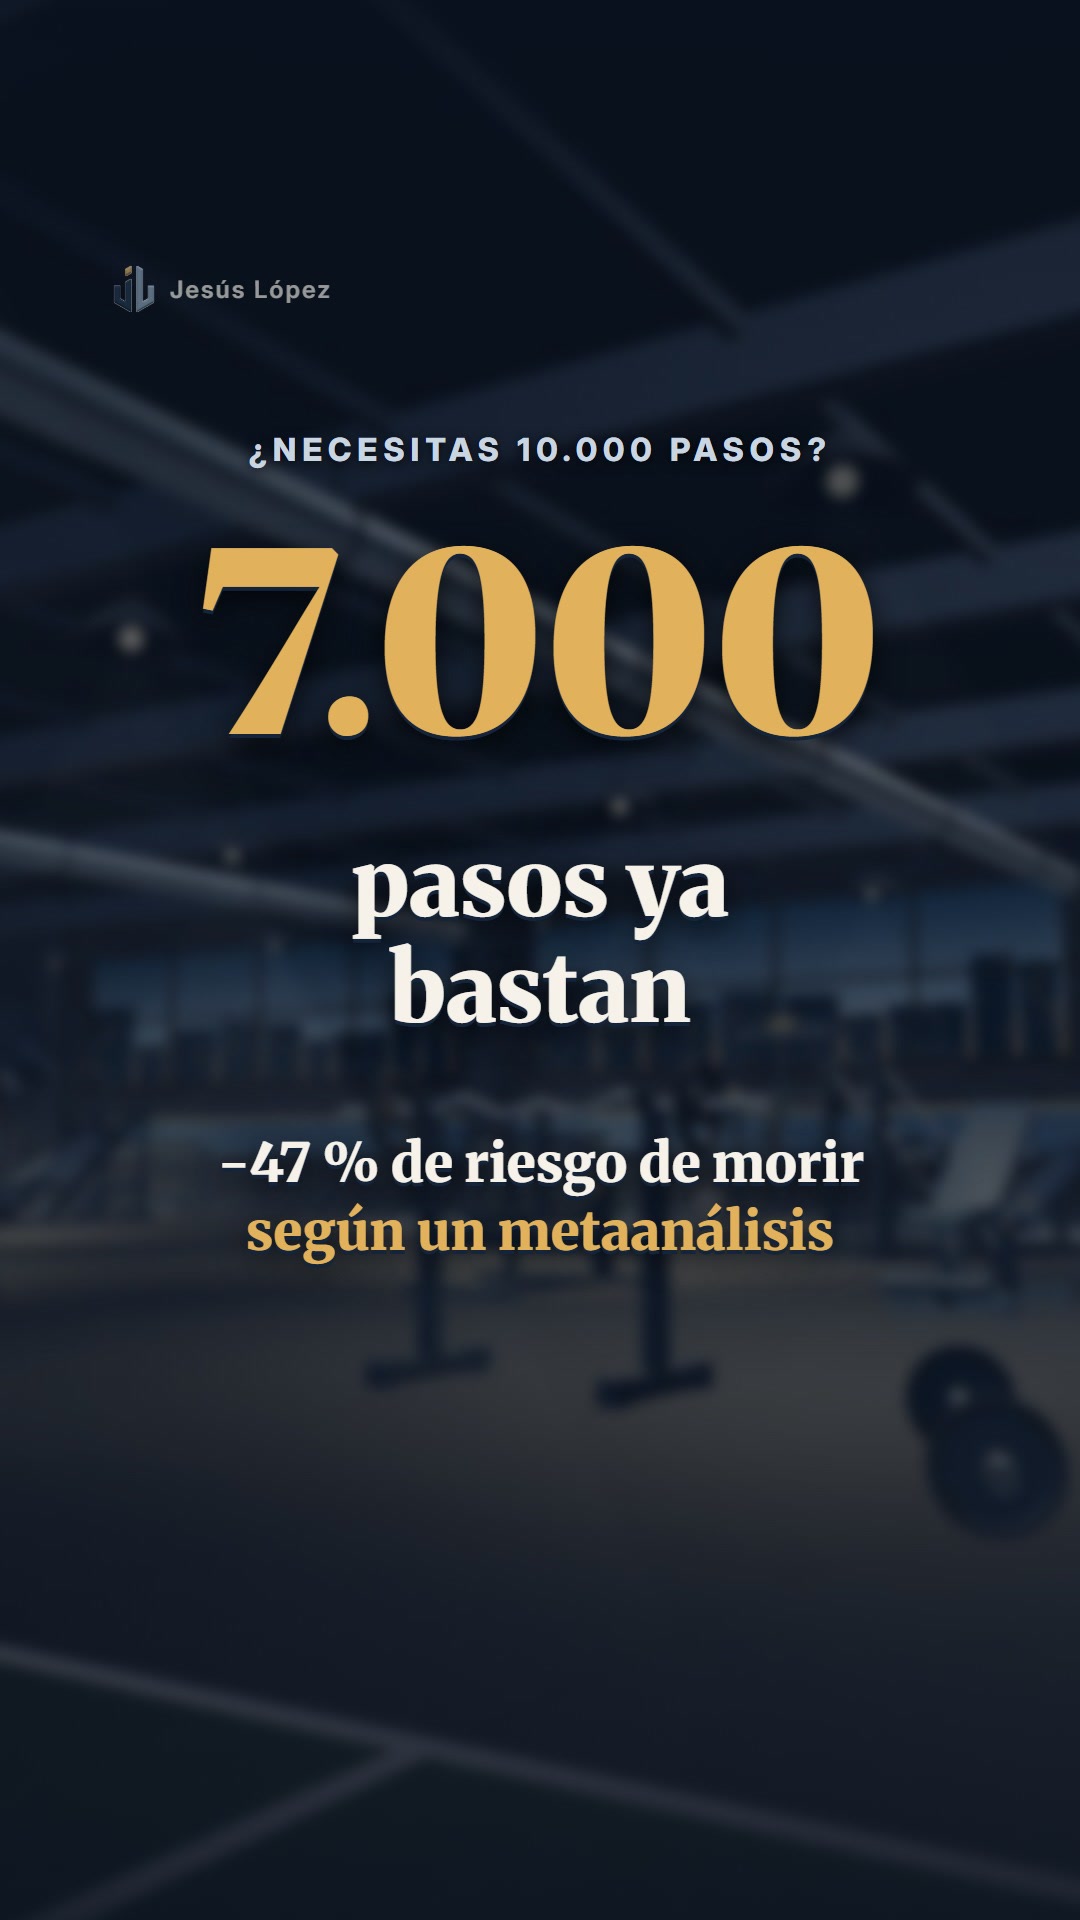 Jesús López
¿NECESITAS 10.000 PASOS?
7.000
pasos ya
bastan
−47 % de riesgo de morir
según un metaanálisis